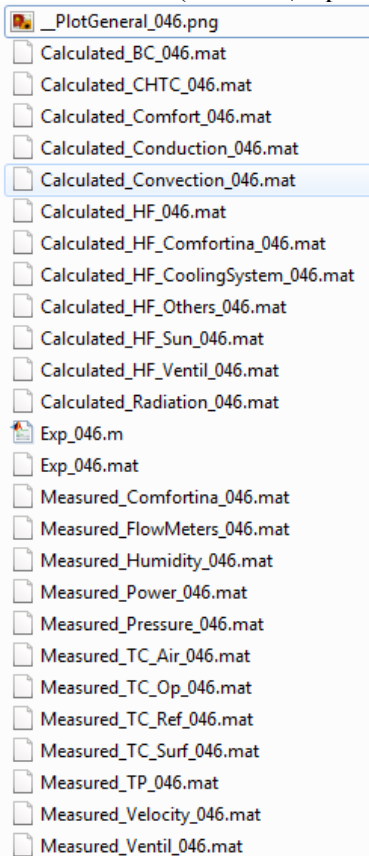 __PlotGeneral_046.png
Calculated_BC_046.mat
Calculated_CHTC_046.mat
Calculated_Comfort_046.mat
Calculated_Conduction_046.mat
Calculated_Convection_046.mat
Calculated_HF_046.mat
Calculated_HF_Comfortina_046.mat
Calculated_HF_CoolingSystem_046.mat
Calculated_HF_Others_046.mat
Calculated_HF_Sun_046.mat
Calculated_HF_Ventil_046.mat
Calculated_Radiation_046.mat
Exp_046.m
Exp_046.mat
Measured_Comfortina_046.mat
Measured_FlowMeters_046.mat
Measured_Humidity_046.mat
Measured_Power_046.mat
Measured_Pressure_046.mat
Measured_TC_Air_046.mat
Measured_TC_Op_046.mat
Measured_TC_Ref_046.mat
Measured_TC_Surf_046.mat
Measured_TP_046.mat
Measured_Velocity_046.mat
Measured_Ventil_046.mat